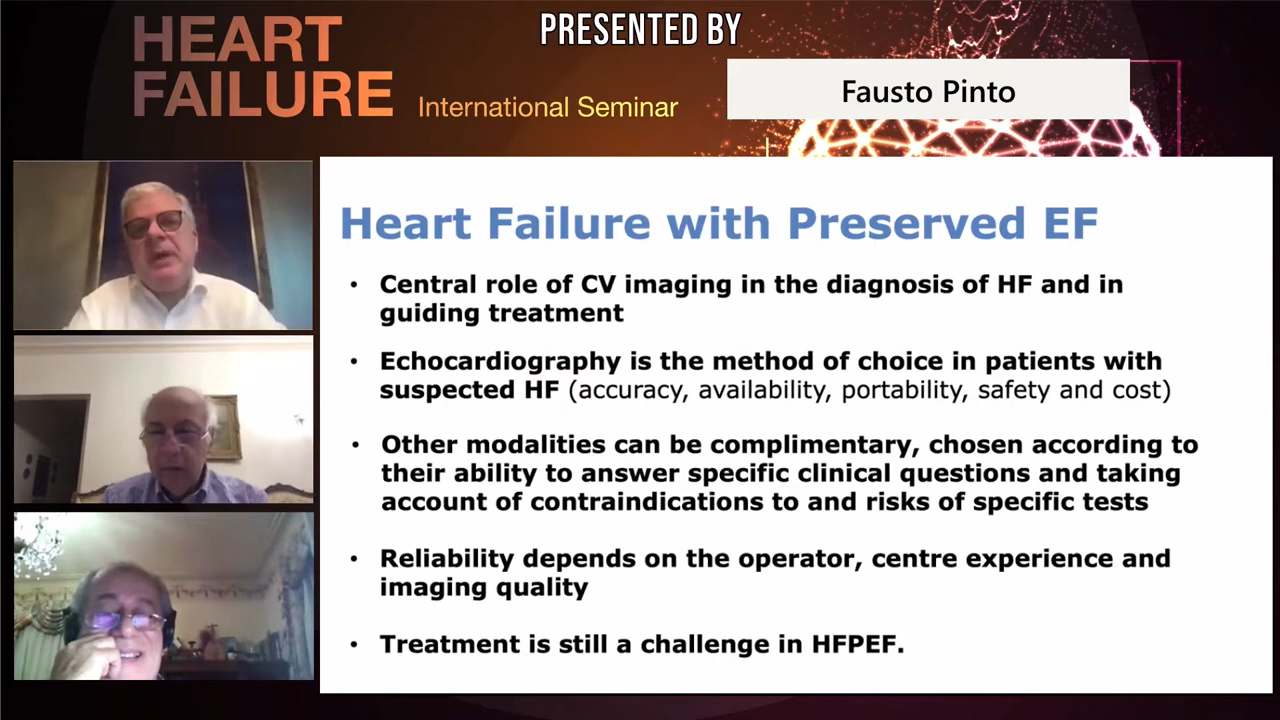 HEART
FAILURE
International Seminar
PRESENTED BY
Fausto Pinto
Heart Failure with Preserved EF
• Central role of CV imaging in the diagnosis of HF and in
guiding treatment
• Echocardiography is the method of choice in patients with
suspected HF (accuracy, availability, portability, safety and cost)
• Other modalities can be complimentary, chosen according to
their ability to answer specific clinical questions and taking
account of contraindications to and risks of specific tests
• Reliability depends on the operator, centre experience and
imaging quality
• Treatment is still a challenge in HFPEF.